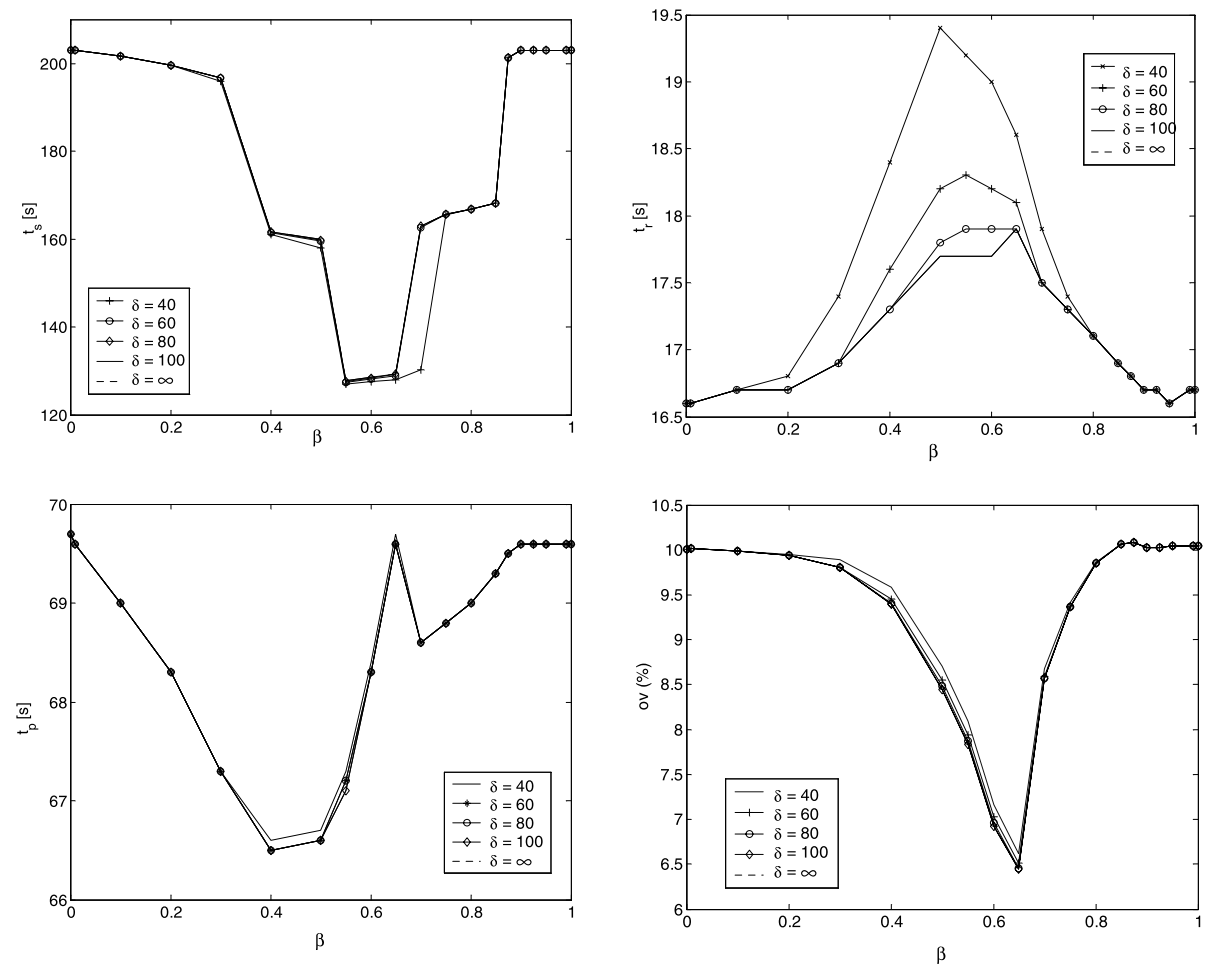 200
180
160
140
120
0
0.2
0.4
0.6
0.8
1
t_s [s]
β
δ = 40
δ = 60
δ = 80
δ = 100
δ = ∞
19.5
19
18.5
18
17.5
17
16.5
0
0.2
0.4
0.6
0.8
1
t_r [s]
β
δ = 40
δ = 60
δ = 80
δ = 100
δ = ∞
70
69
68
67
66
0
0.2
0.4
0.6
0.8
1
t_p [s]
β
δ = 40
δ = 60
δ = 80
δ = 100
δ = ∞
10.5
10
9.5
9
8.5
8
7.5
7
6.5
6
0
0.2
0.4
0.6
0.8
1
ov (%)
β
δ = 40
δ = 60
δ = 80
δ = 100
δ = ∞